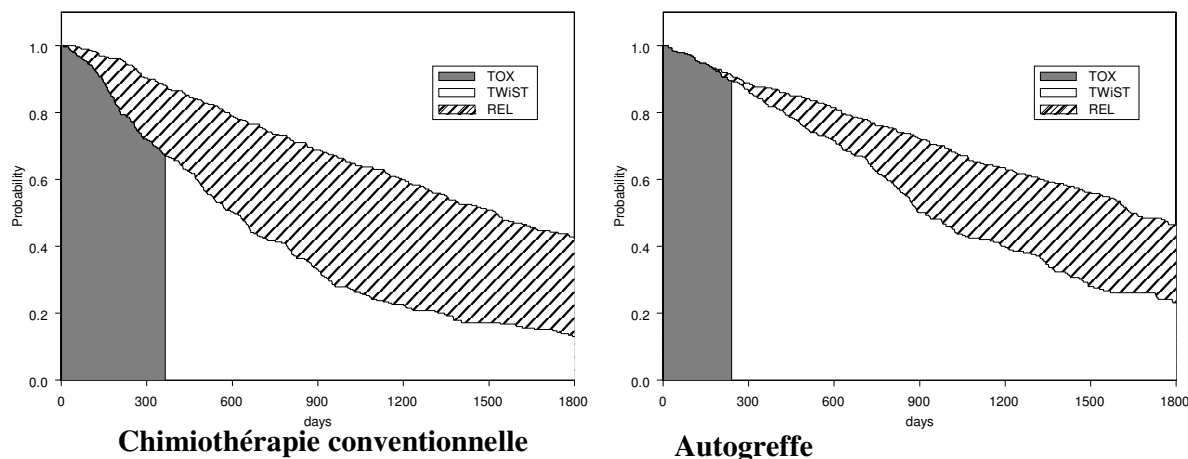 1.0
0.8
0.6
0.4
0.2
0.0
Probability
TOX
TWiST
REL
0 300 600 900 1200 1500 1800
days
Chimiothérapie conventionnelle
1.0
0.8
0.6
0.4
0.2
0.0
Probability
TOX
TWiST
REL
0 300 600 900 1200 1500 1800
days
Autogreffe